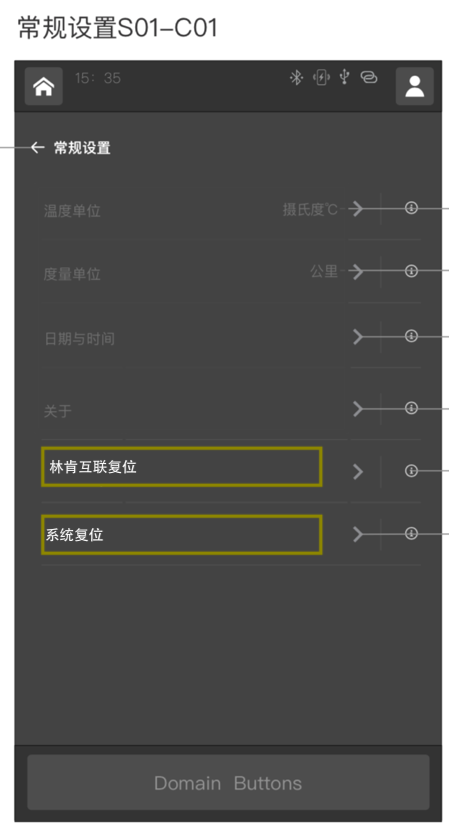 常规设置S01-C01
15: 35
常规设置
温度单位 摄氏度℃
度量单位 公里
日期与时间
关于
林肯互联复位
系统复位
Domain Buttons